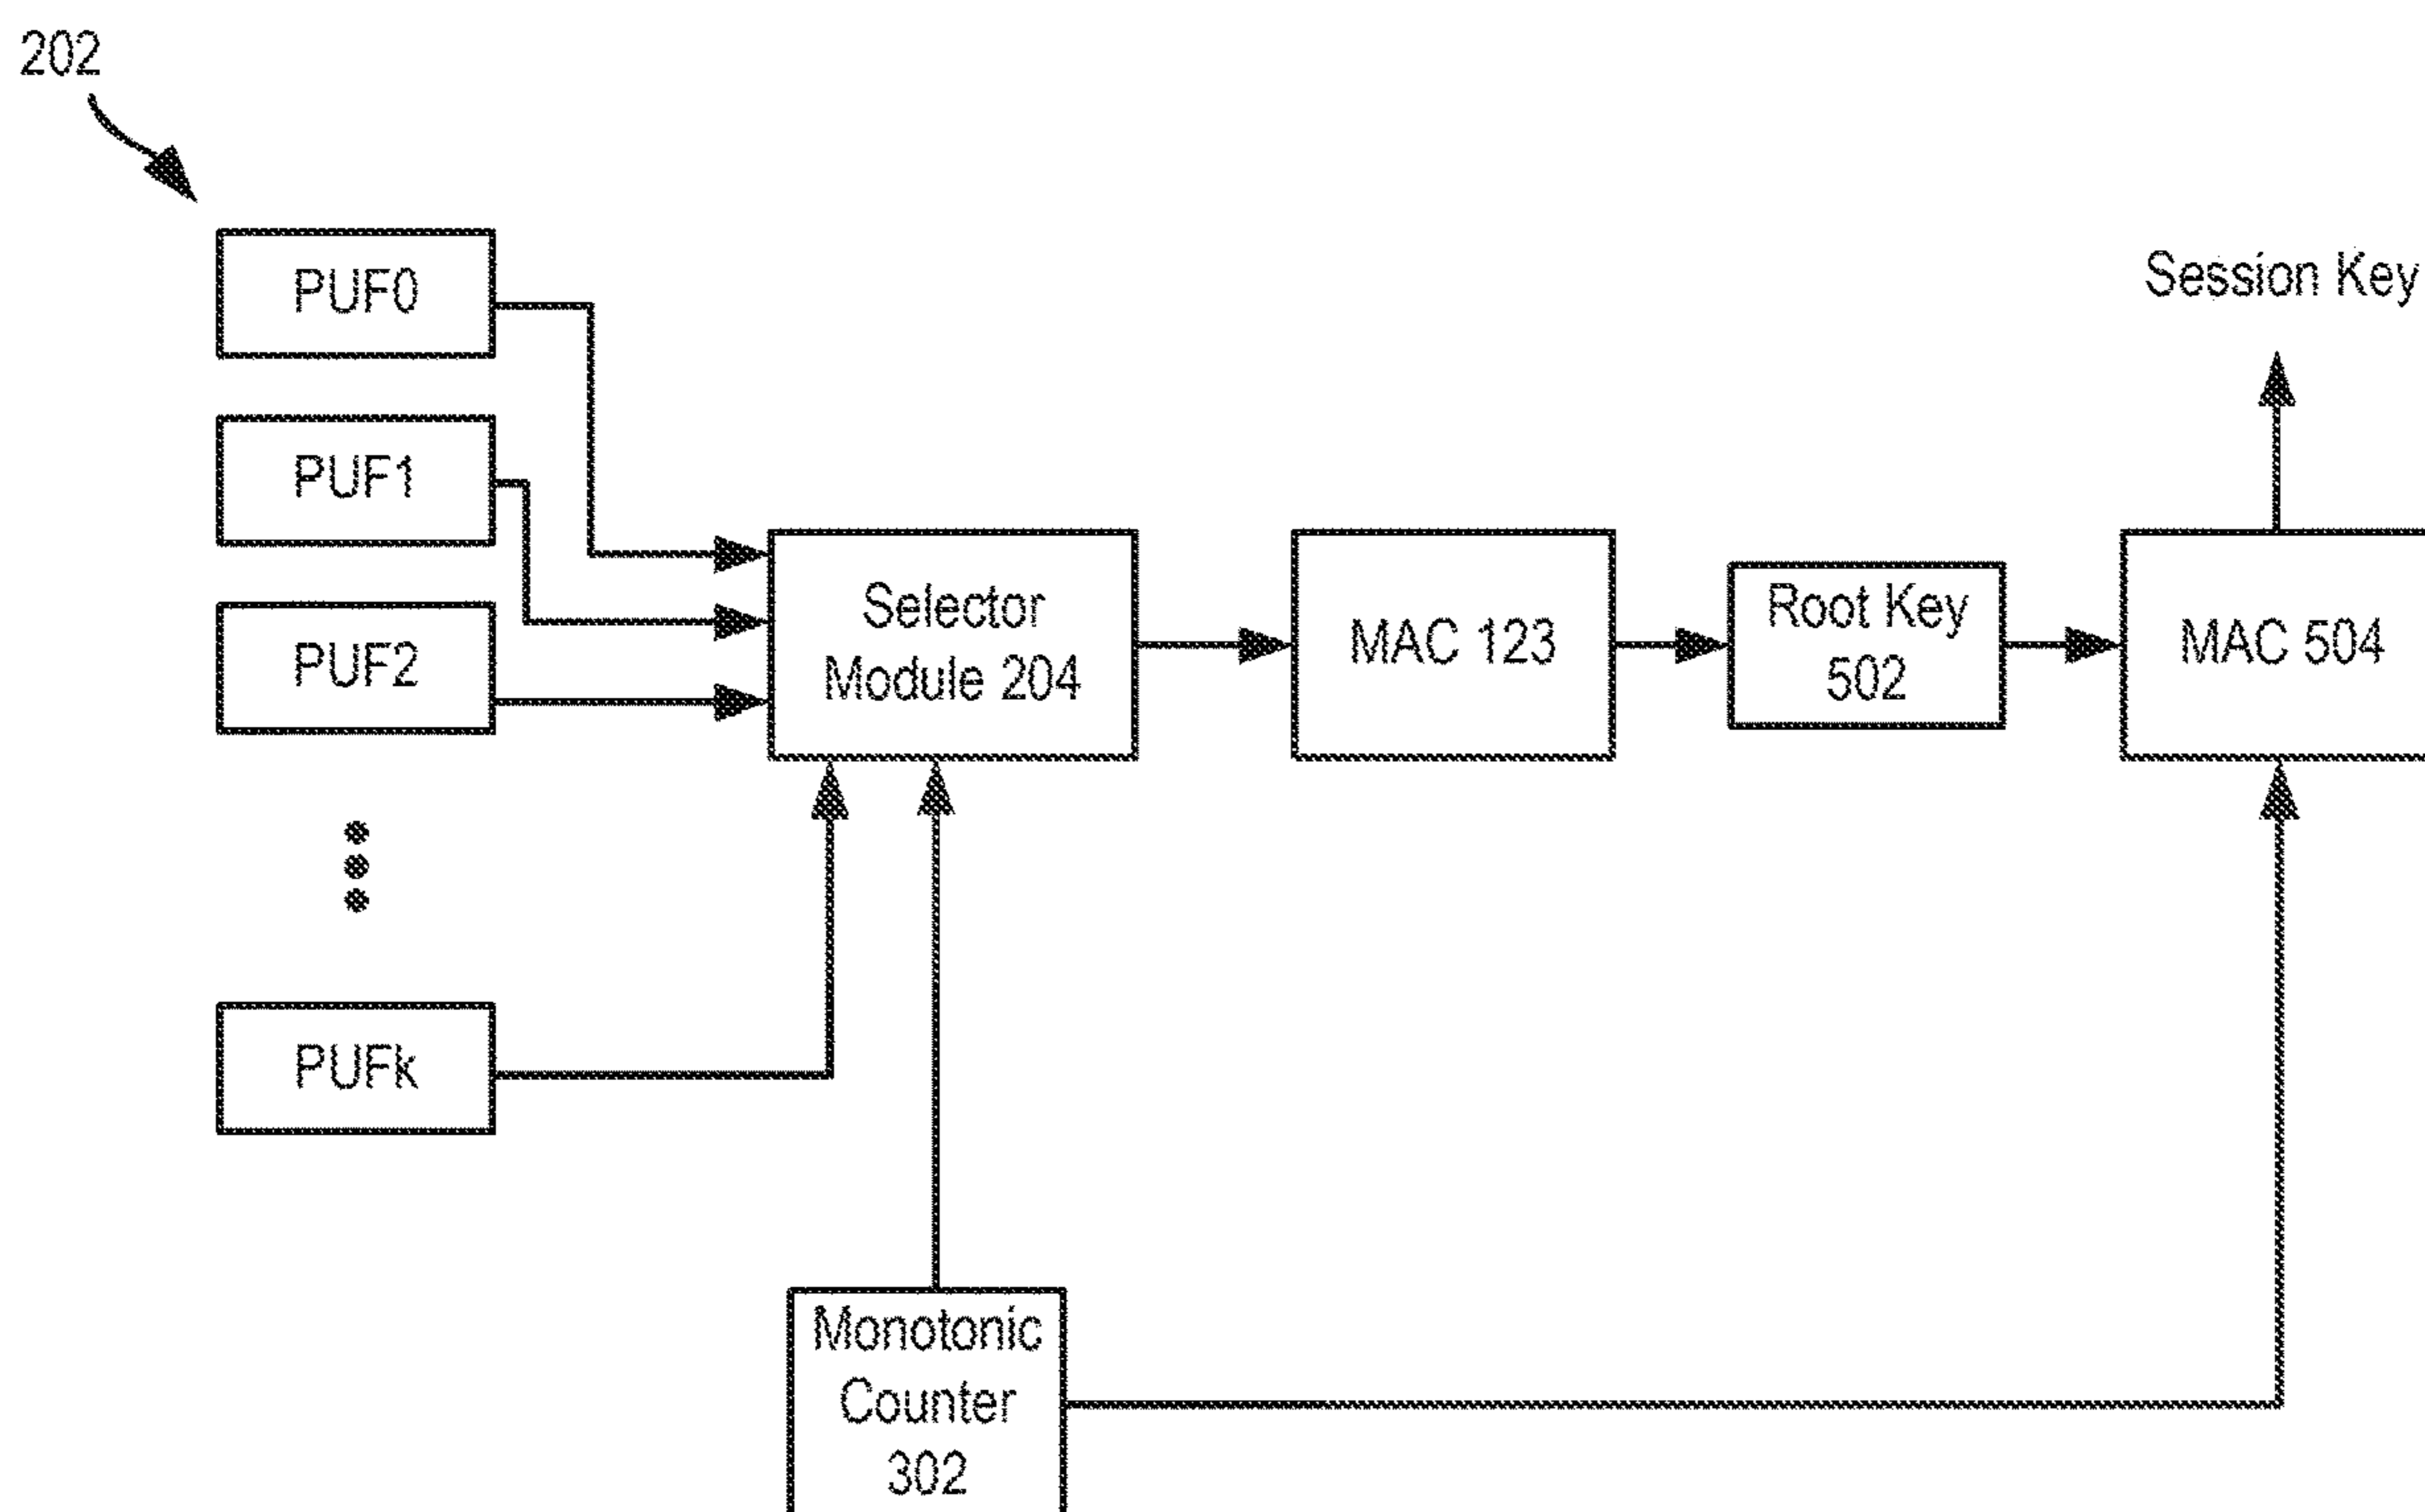 202
PUF0
PUF1
PUF2
PUFk
Selector
Module 204
MAC 123
Root Key
502
MAC 504
Session Key
Monotonic
Counter
302